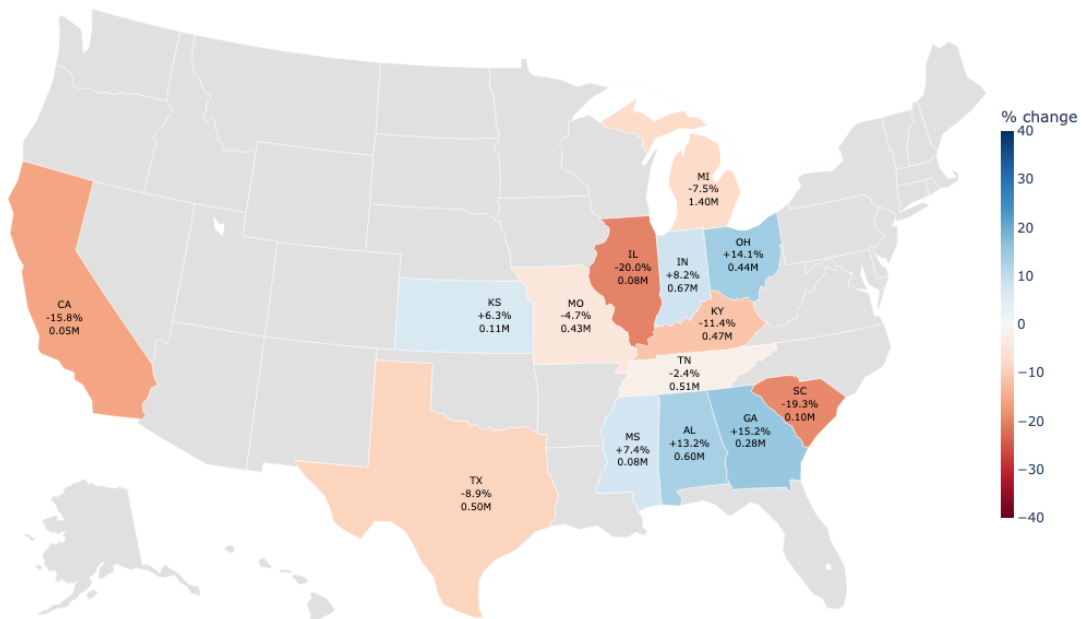 % change
40
30
20
10
0
−10
−20
−30
−40
MI
-7.5%
1.40M
OH
+14.1%
0.44M
IL
-20.0%
0.08M
IN
+8.2%
0.67M
CA
-15.8%
0.05M
KS
+6.3%
0.11M
MO
-4.7%
0.43M
KY
-11.4%
0.47M
TN
-2.4%
0.51M
SC
-19.3%
0.10M
MS
+7.4%
0.08M
AL
+13.2%
0.60M
GA
+15.2%
0.28M
TX
-8.9%
0.50M